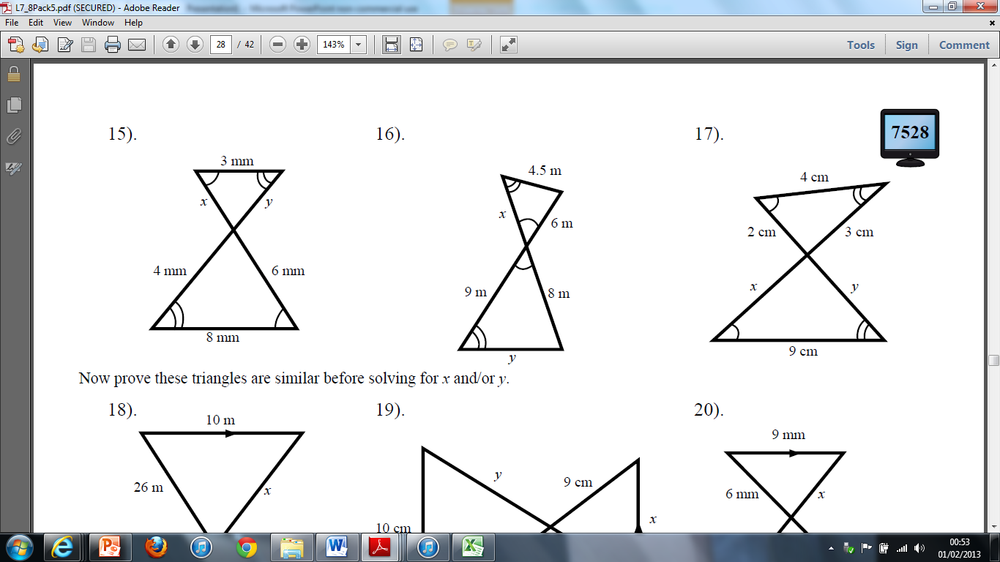 L7_8Pack5.pdf (SECURED) - Adobe Reader
File Edit View Window Help
28 / 42 143% Tools Sign Comment
15). 16). 17). 7528
3 mm
x y
4 mm 6 mm
8 mm
4.5 m
x
6 m
9 m 8 m
y
4 cm
2 cm 3 cm
x y
9 cm
Now prove these triangles are similar before solving for x and/or y.
18). 19). 20).
10 m
26 m x
y 9 cm
10 cm x
9 mm
6 mm x
00:53
01/02/2013